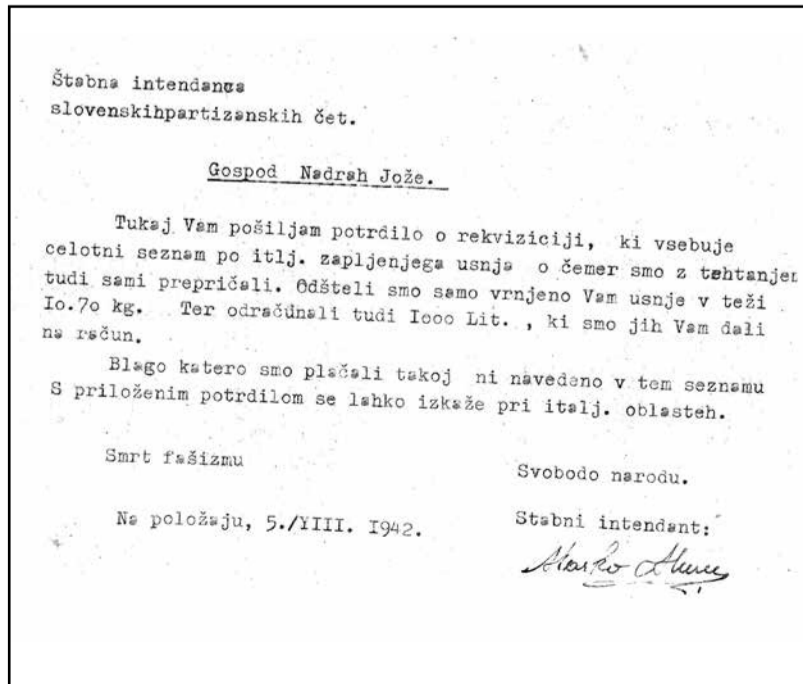 Štabna intendanca
slovenskihpartizanskih čet.
Gospod Nadrah Jože.
Tukaj Vam pošiljam potrdilo o rekviziciji, ki vsebuje
celotni seznam po itlj. zapljenjega usnja o čemer smo z tehtanjem
tudi sami prepričali. Odšteli smo samo vrnjeno Vam usnje v teži
Io.7o kg. Ter odračunali tudi Iooo Lit. , ki smo jih Vam dali
na račun.
Blago katero smo plačali takoj ni navedeno v tem seznamu
S priloženim potrdilom se lahko izkaže pri italj. oblasteh.
Smrt fašizmu
Svobodo narodu.
Na položaju, 5./VIII. I942.
Stabni intendant:
Marko